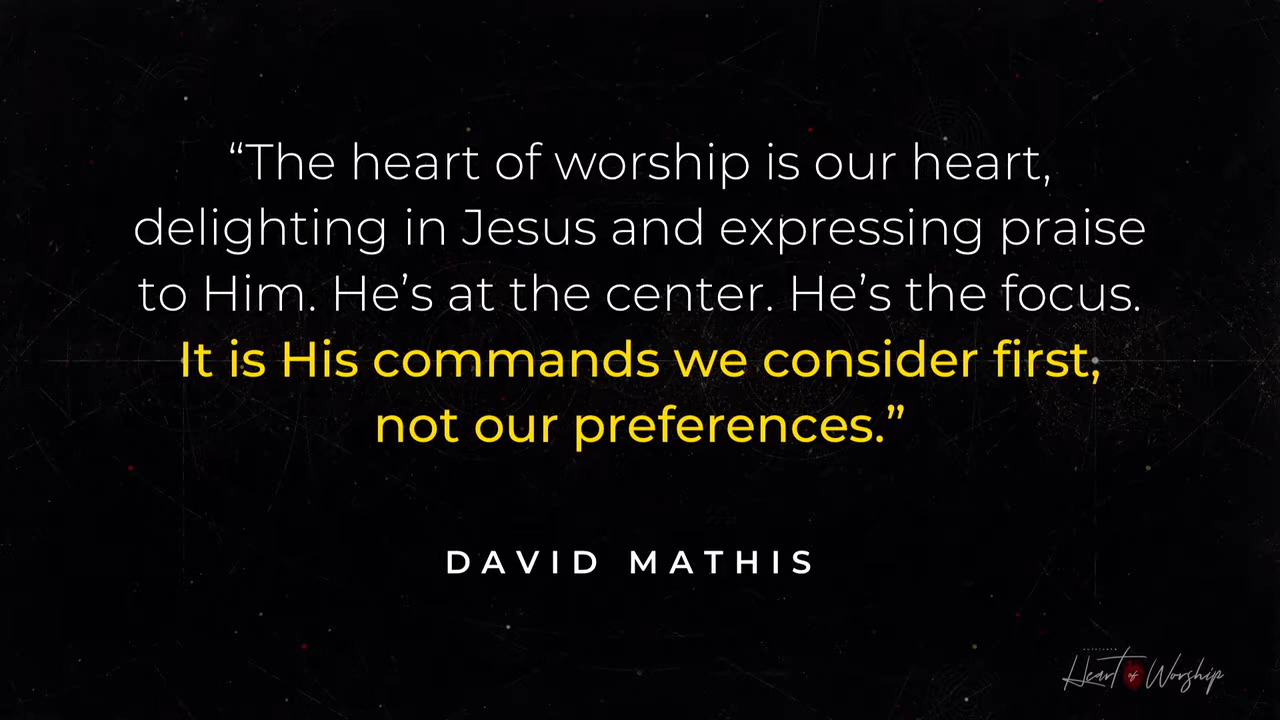 “The heart of worship is our heart,
delighting in Jesus and expressing praise
to Him. He’s at the center. He’s the focus.
It is His commands we consider first,
not our preferences.”
DAVID MATHIS
Heart of Worship